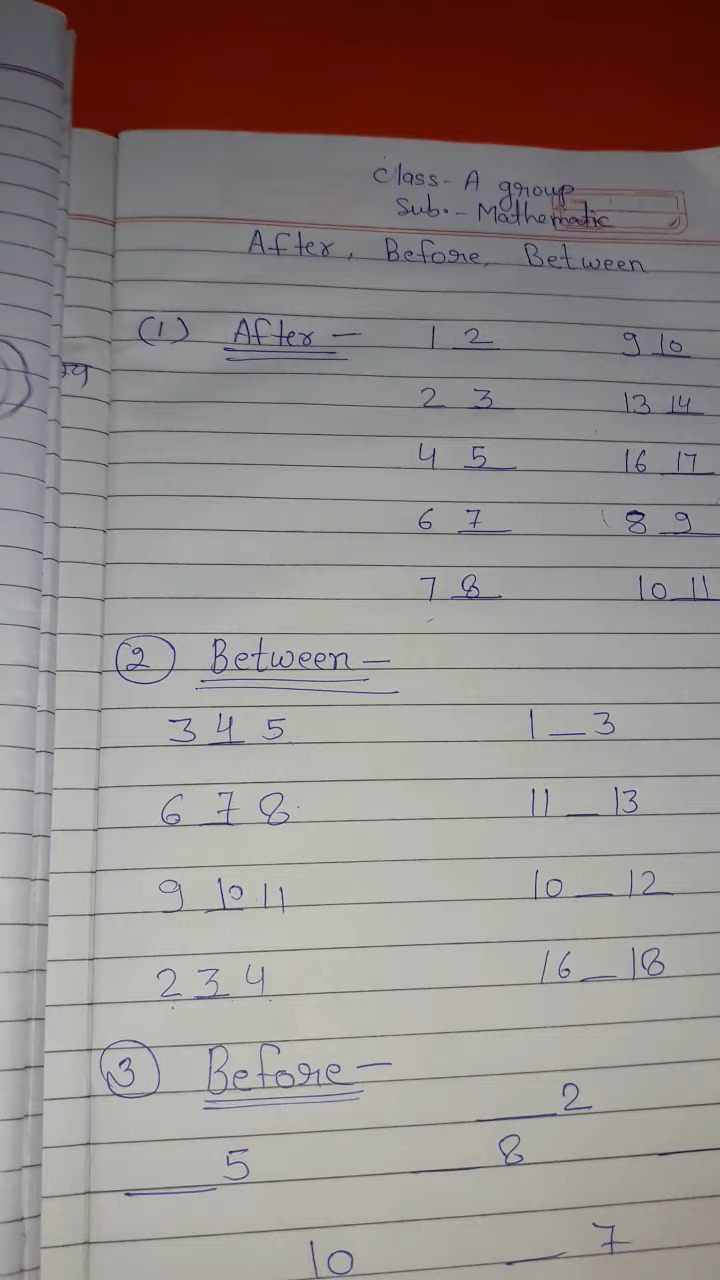 Class- A group
Sub.- Mathematic
After, Before, Between
(1) After - 1 2 9 10
2 3 13 14
4 5 16 17
6 7 8 9
7 8 10 11
2 Between -
3 4 5 1 __ 3
6 7 8 11 __ 13
9 10 11 10 __ 12
2 3 4 16 __ 18
3 Before -
__ 2
__ 5 __ 8 __
10 __ 7